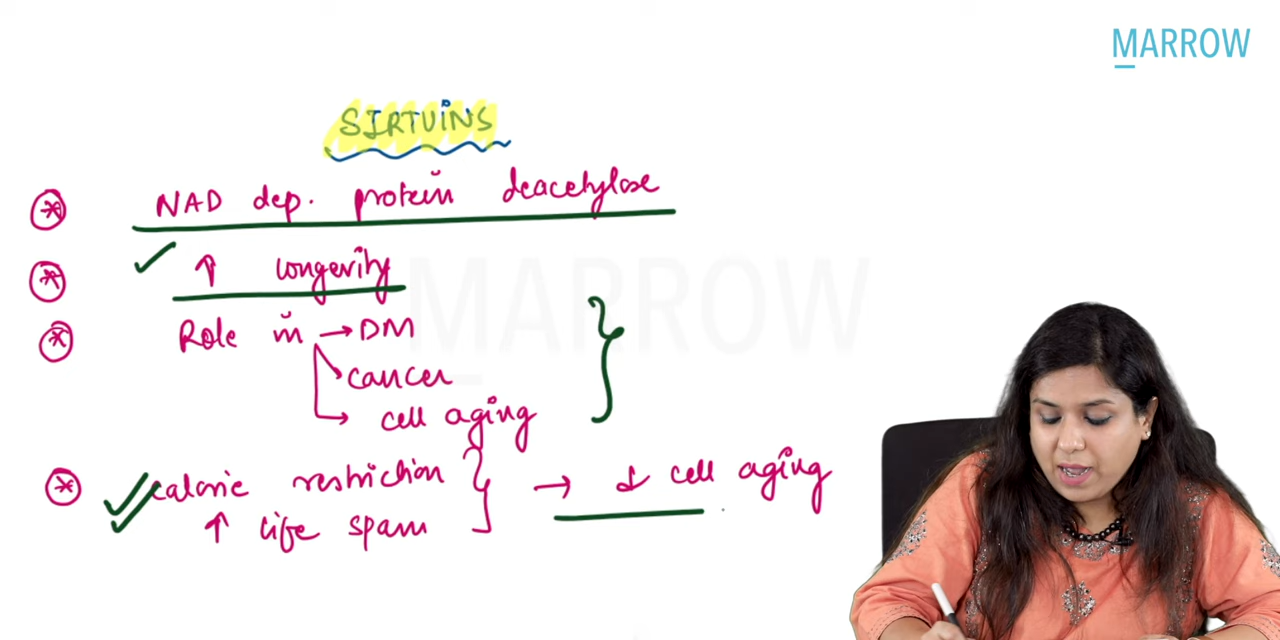 MARROW
SIRTUINS
NAD dep. protein deacetylase
↑ longevity
Role in → DM
cancer
cell aging
calorie restriction → ↓ cell aging
↑ life span
MARROW